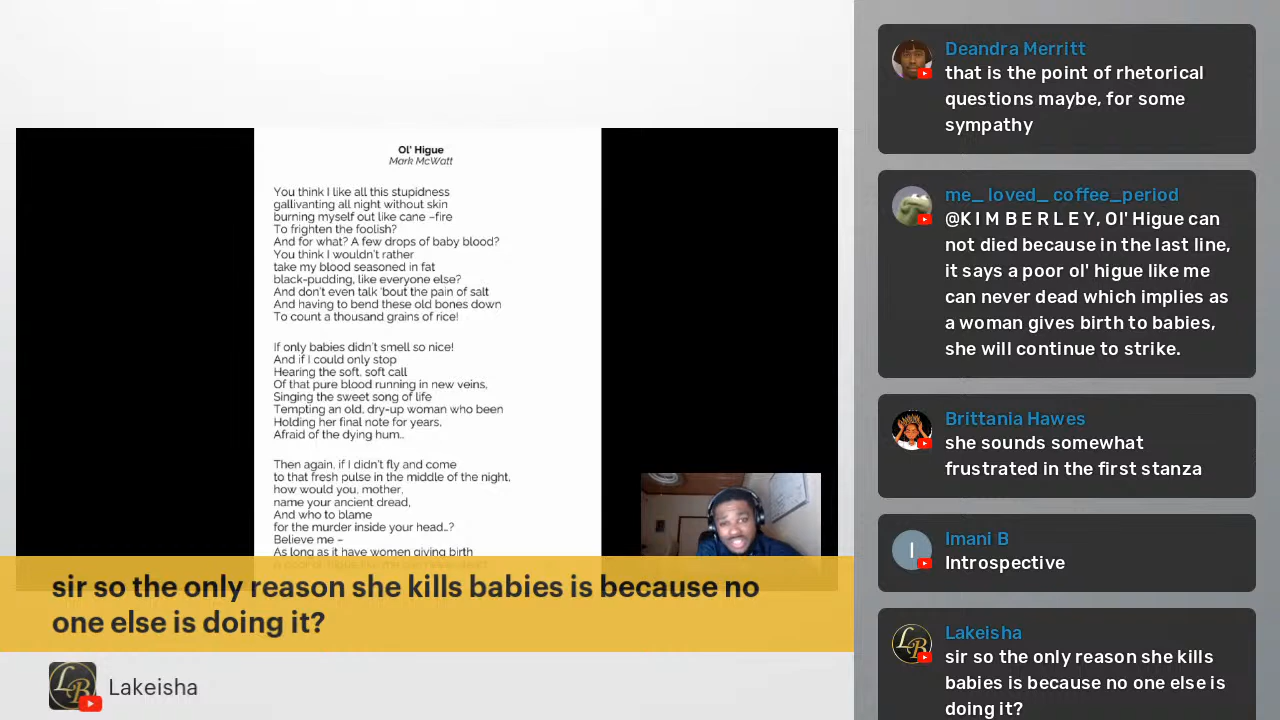 Ol' Higue
Mark McWatt
You think I like all this stupidness
gallivanting all night without skin
burning myself out like cane –fire
To frighten the foolish?
And for what? A few drops of baby blood?
You think I wouldn't rather
take my blood seasoned in fat
black-pudding, like everyone else?
And don't even talk 'bout the pain of salt
And having to bend these old bones down
To count a thousand grains of rice!
If only babies didn't smell so nice!
And if I could only stop
Hearing the soft, soft call
Of that pure blood running in new veins,
Singing the sweet song of life
Tempting an old, dry-up woman who been
Holding her final note for years,
Afraid of the dying hum...
Then again, if I didn't fly and come
to that fresh pulse in the middle of the night,
how would you, mother,
name your ancient dread,
And who to blame
for the murder inside your head...?
Believe me –
As long as it have women giving birth
sir so the only reason she kills babies is because no
one else is doing it?
LB
Lakeisha
Deandra Merritt
that is the point of rhetorical
questions maybe, for some
sympathy
me_ loved_ coffee_period
@K I M B E R L E Y, Ol' Higue can
not died because in the last line,
it says a poor ol' higue like me
can never dead which implies as
a woman gives birth to babies,
she will continue to strike.
Brittania Hawes
she sounds somewhat
frustrated in the first stanza
I
Imani B
Introspective
LB
Lakeisha
sir so the only reason she kills
babies is because no one else is
doing it?